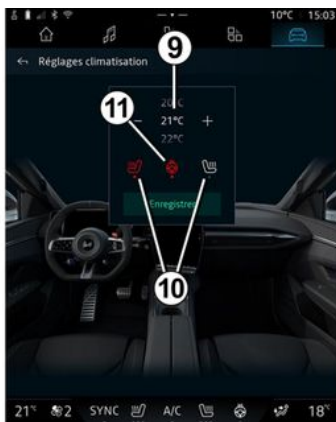 10°C 15:03
9
Réglages climatisation
20°C
11
− 21°C +
22°C
Enregistrer
10
21° 2 SYNC A/C 18°